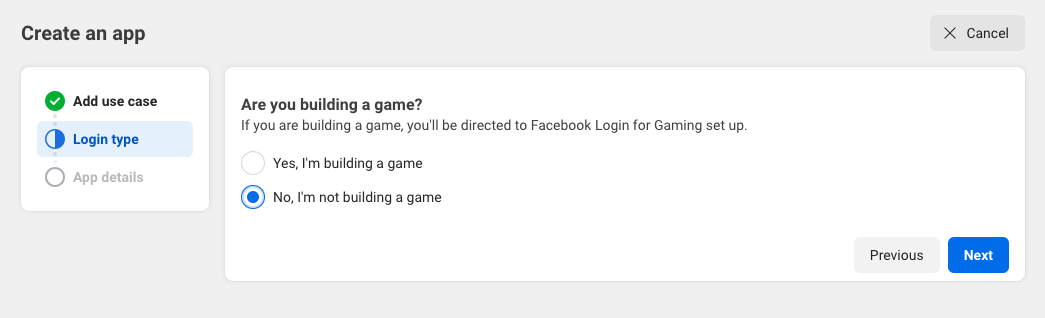 Create an app
Cancel
Add use case
Login type
App details
Are you building a game?
If you are building a game, you'll be directed to Facebook Login for Gaming set up.
Yes, I'm building a game
No, I'm not building a game
Previous
Next